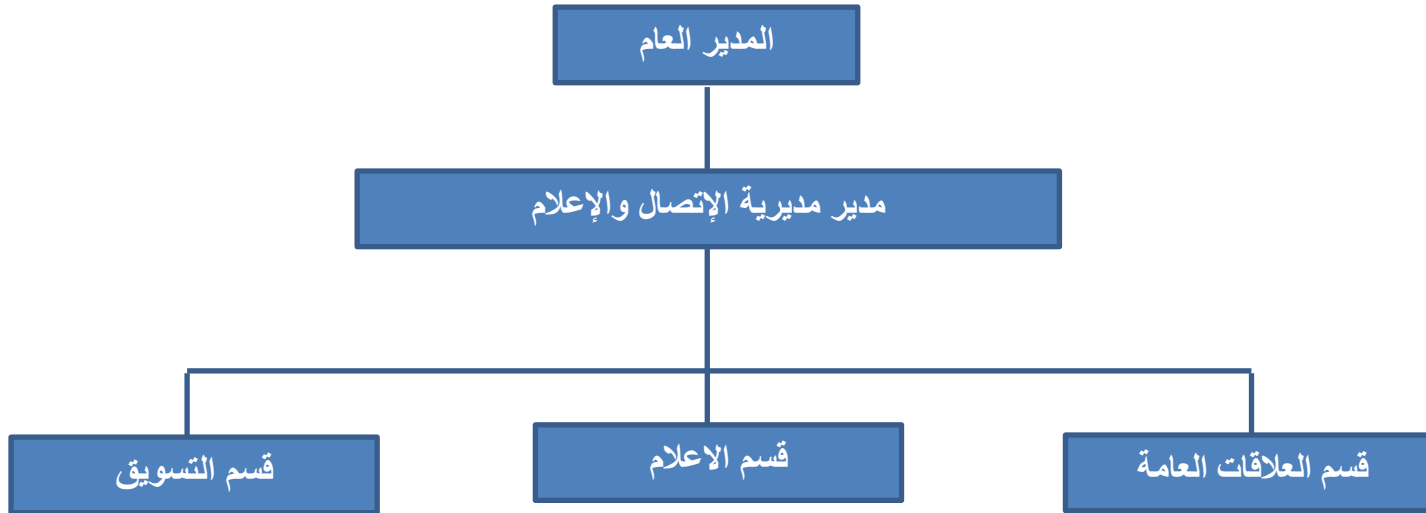 المدير العام
مدير مديرية الإتصال والإعلام
قسم العلاقات العامة
قسم الاعلام
قسم التسويق